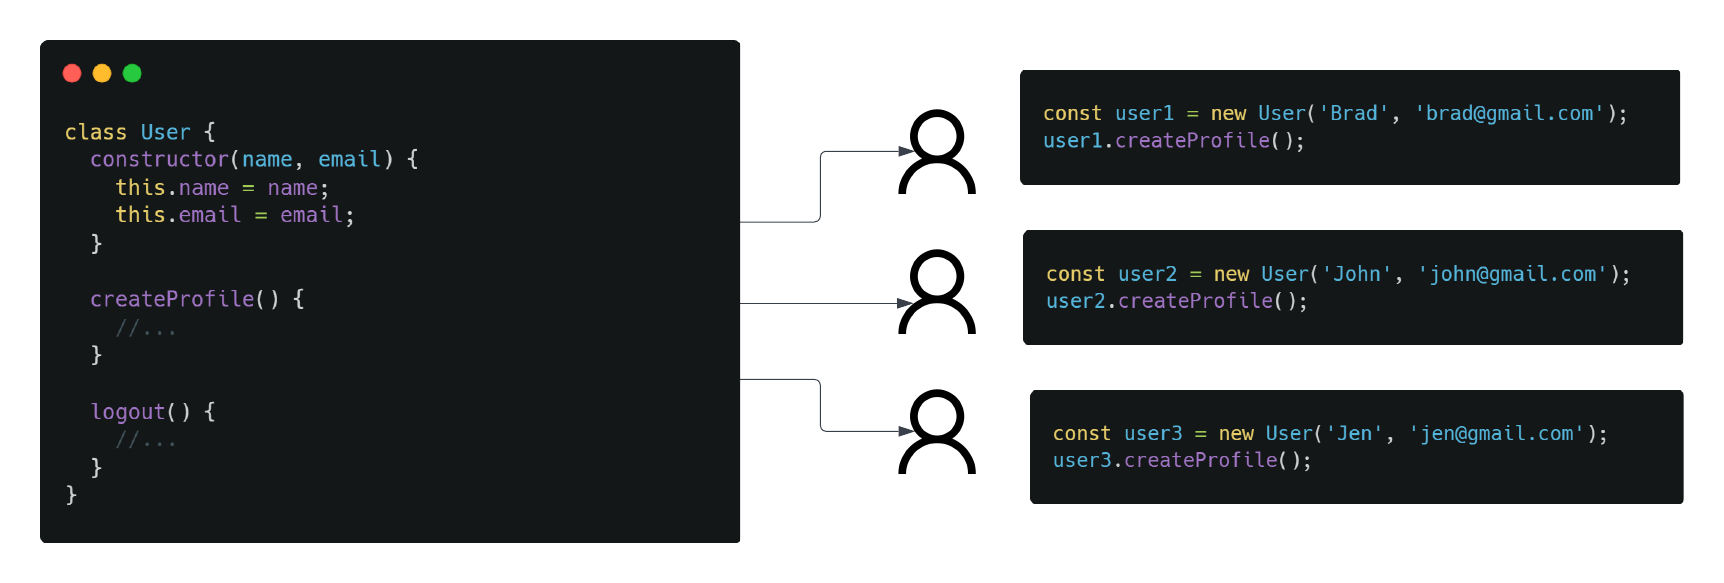 class User {
  constructor(name, email) {
    this.name = name;
    this.email = email;
  }

  createProfile() {
    //...
  }

  logout() {
    //...
  }
}
const user1 = new User('Brad', 'brad@gmail.com');
user1.createProfile();
const user2 = new User('John', 'john@gmail.com');
user2.createProfile();
const user3 = new User('Jen', 'jen@gmail.com');
user3.createProfile();